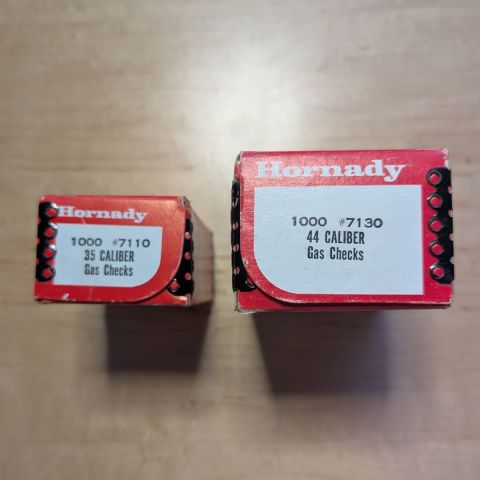 Hornady
1000 #7110
35 CALIBER
Gas Checks
Hornady
1000 #7130
44 CALIBER
Gas Checks